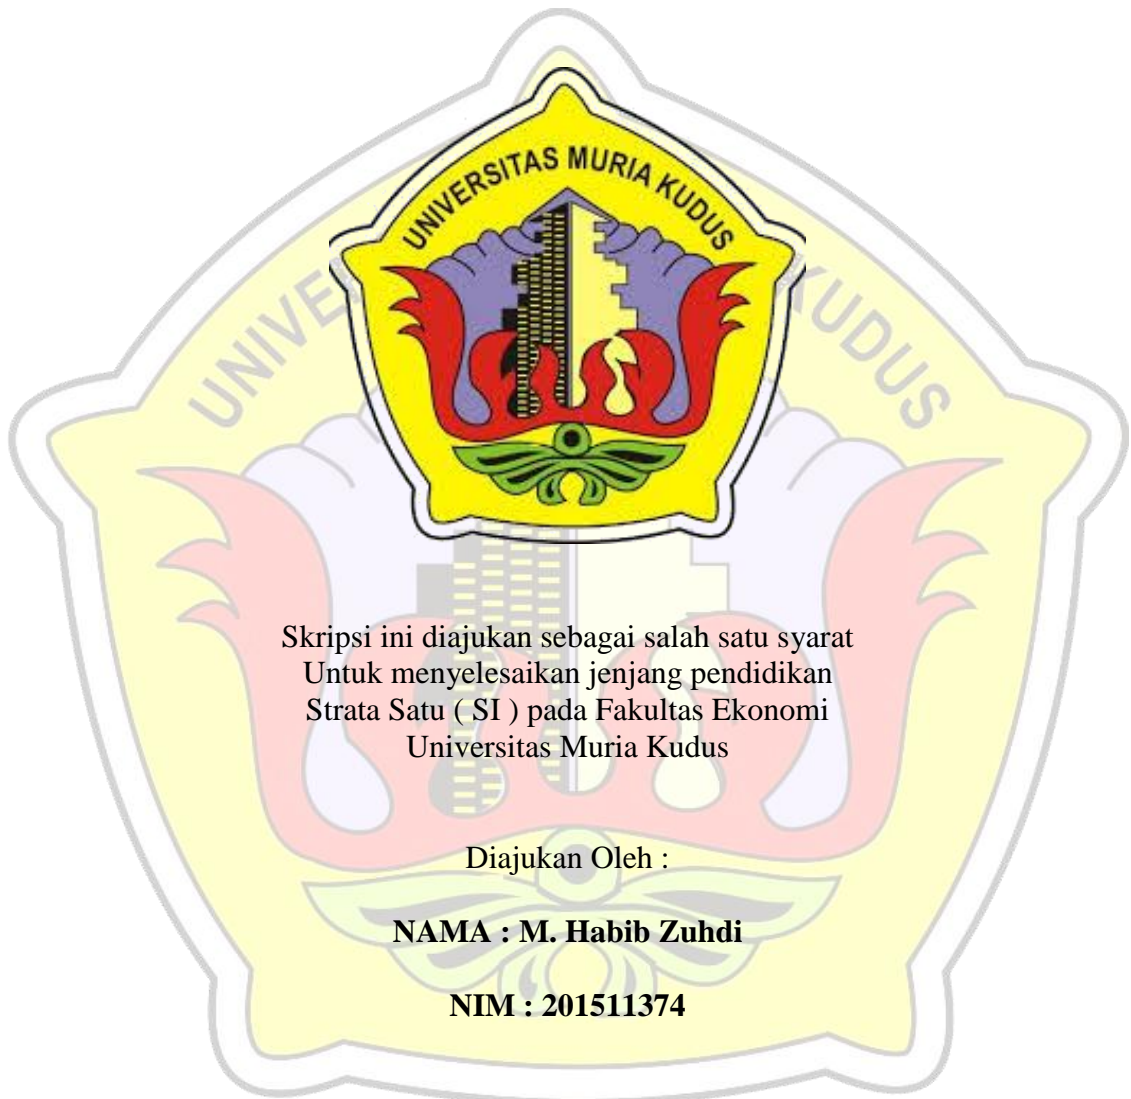 UNIVERSITAS MURIA KUDUS
Skripsi ini diajukan sebagai salah satu syarat
Untuk menyelesaikan jenjang pendidikan
Strata Satu ( SI ) pada Fakultas Ekonomi
Universitas Muria Kudus
Diajukan Oleh :
NAMA : M. Habib Zuhdi
NIM : 201511374